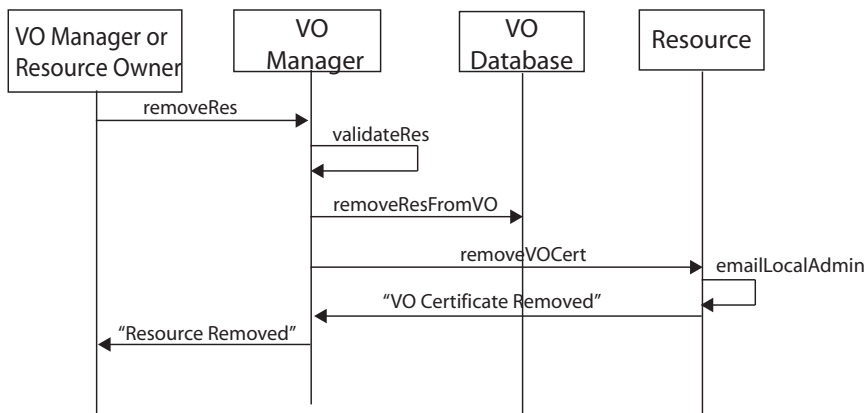 VO Manager or
Resource Owner
VO
Manager
VO
Database
Resource
removeRes
validateRes
removeResFromVO
removeVOCert
emailLocalAdmin
“VO Certificate Removed”
“Resource Removed”